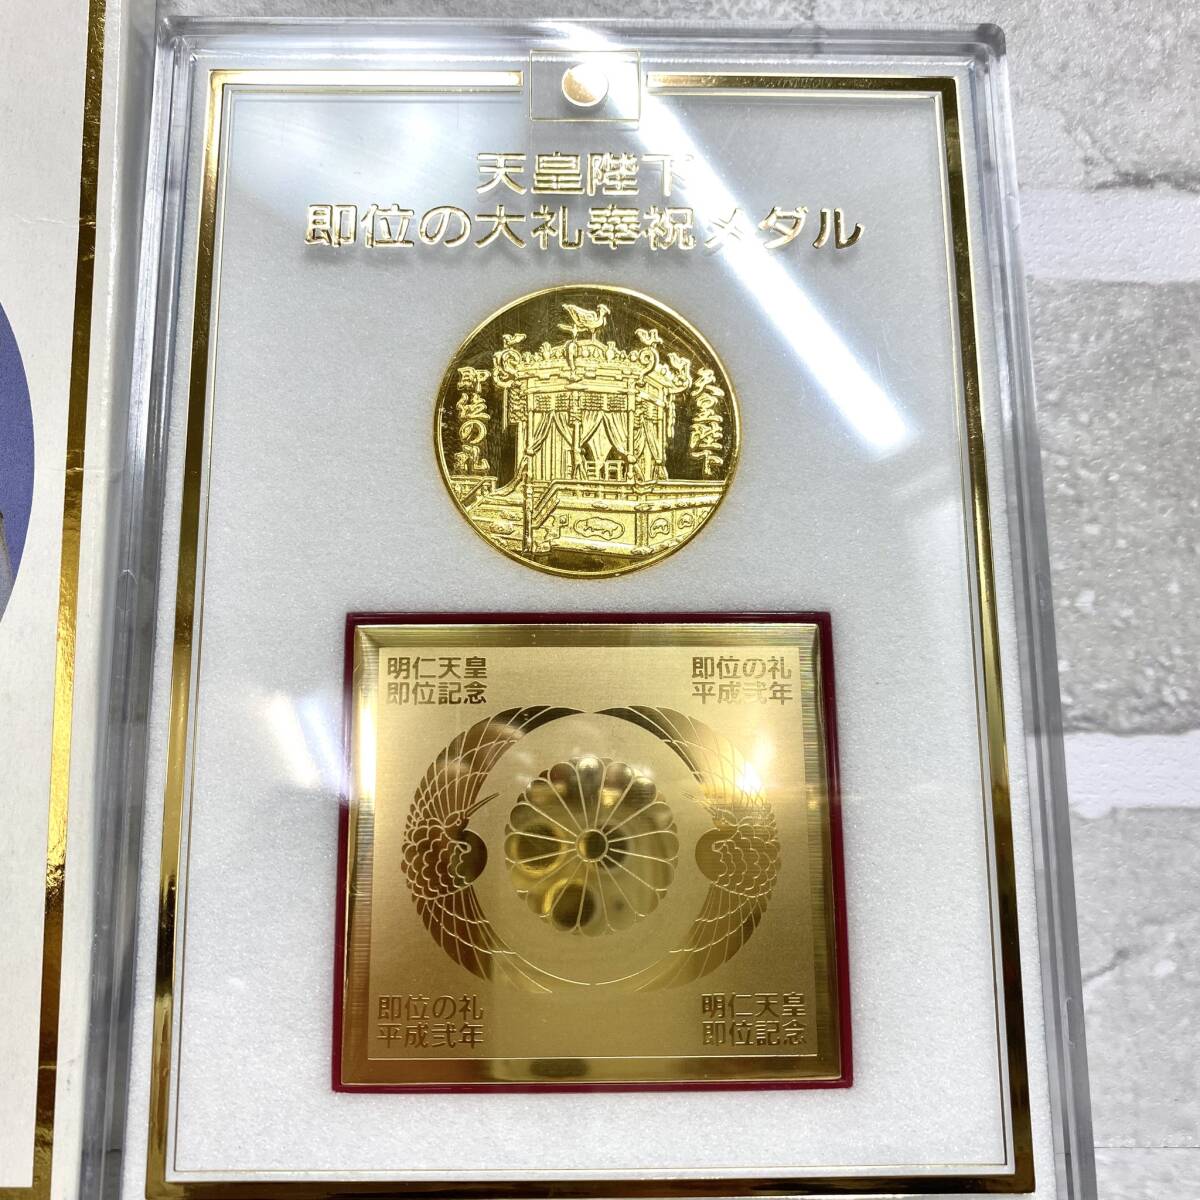 天皇陛下
即位の大礼奉祝メダル
天皇陛下
即位の礼
明仁天皇
即位記念
即位の礼
平成弐年
即位の礼
平成弐年
明仁天皇
即位記念